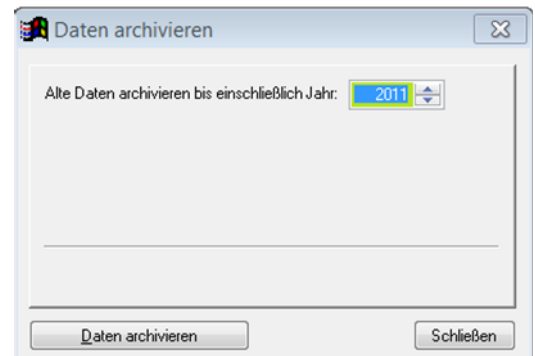 Daten archivieren
Alte Daten archivieren bis einschließlich Jahr: 2011
Daten archivieren Schließen